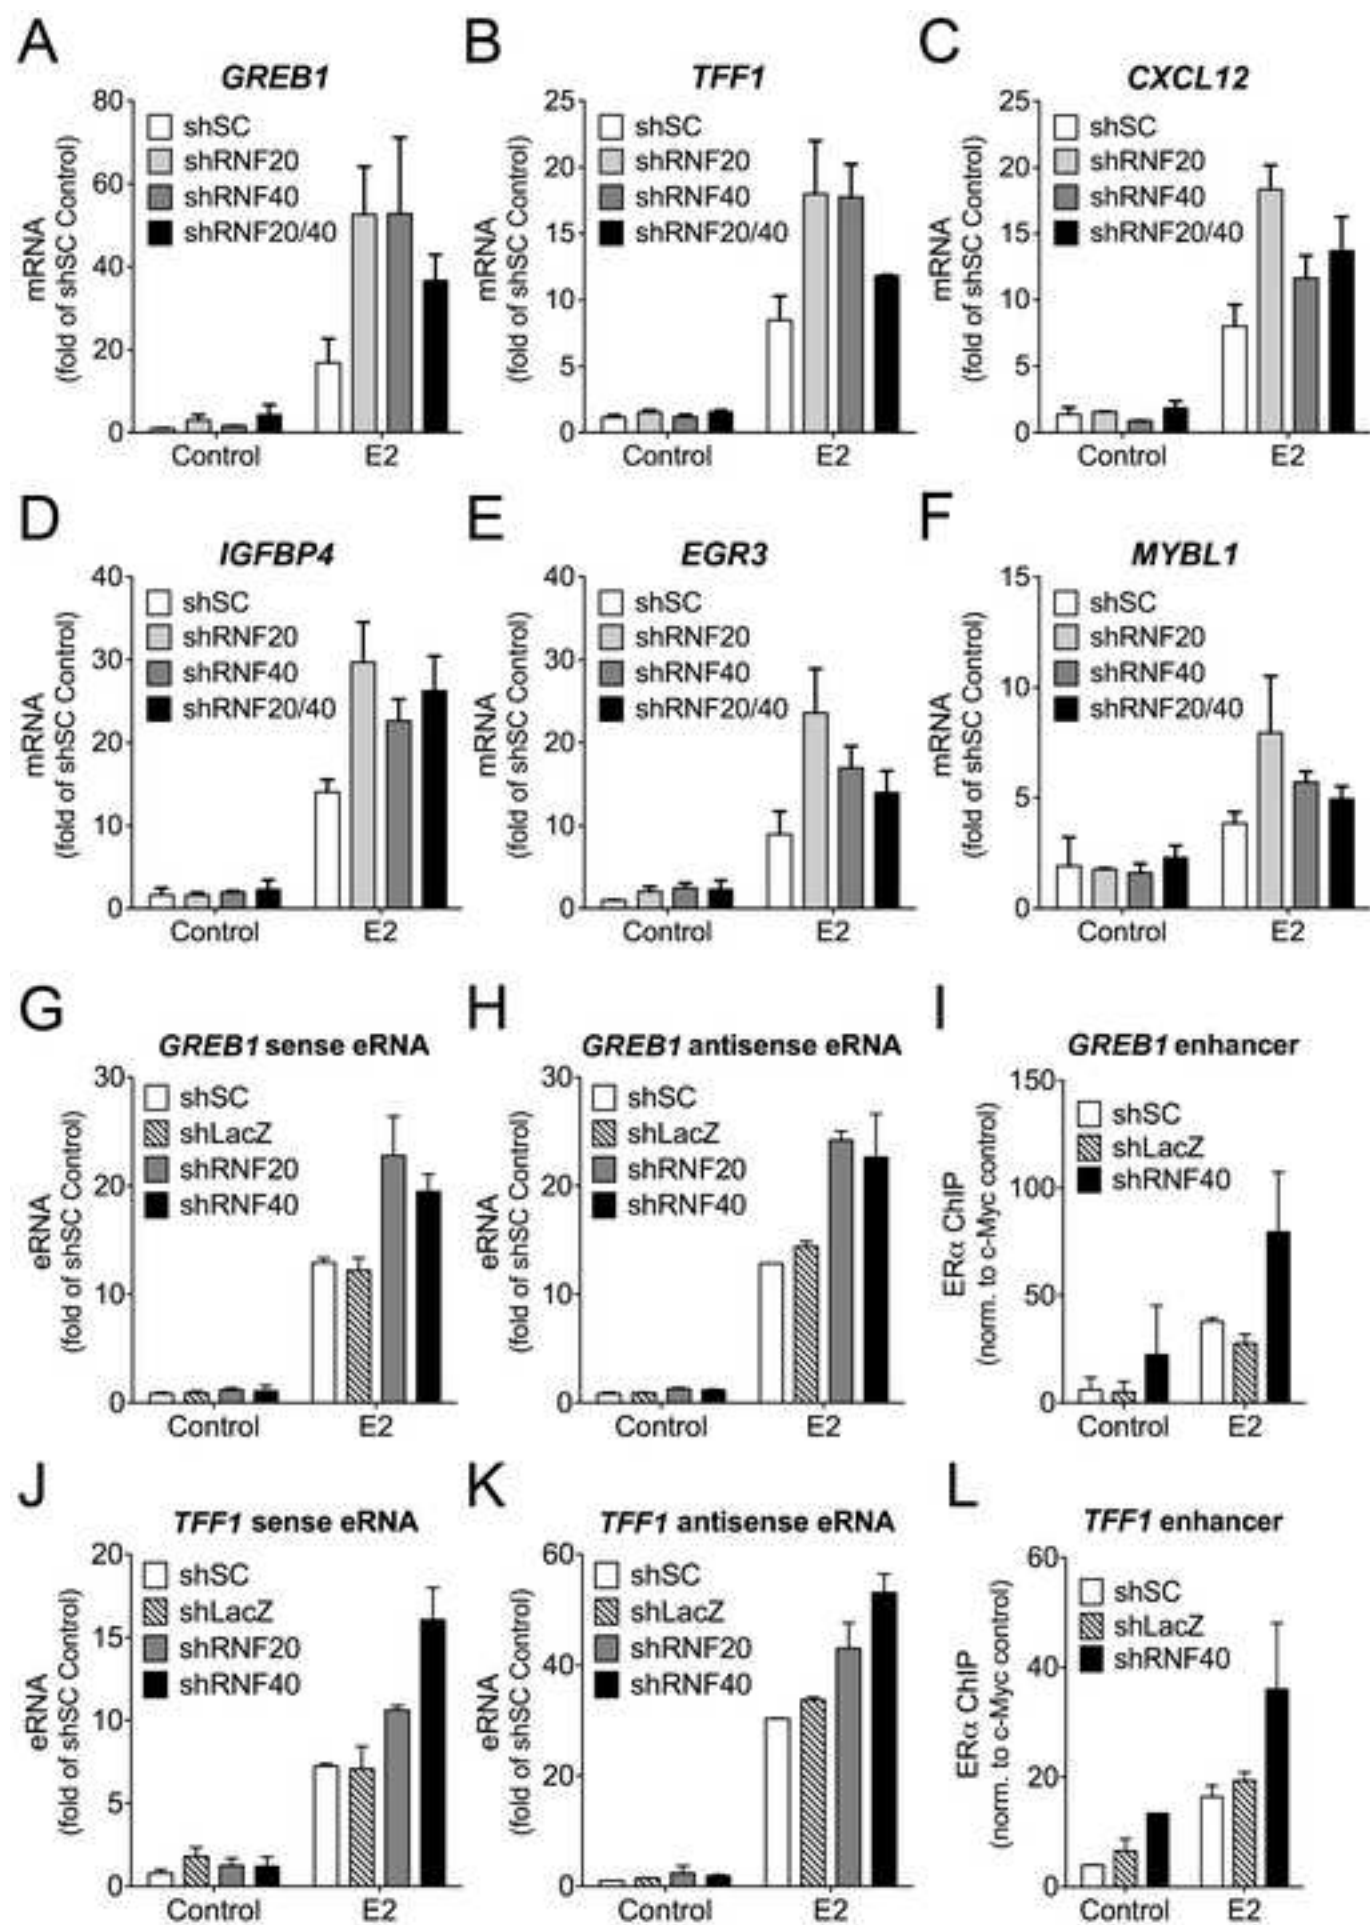 A
GREB1
mRNA
(fold of shSC Control)
80
60
40
20
0
shSC
shRNF20
shRNF40
shRNF20/40
Control
E2
B
TFF1
mRNA
(fold of shSC Control)
25
20
15
10
5
0
shSC
shRNF20
shRNF40
shRNF20/40
Control
E2
C
CXCL12
mRNA
(fold of shSC Control)
25
20
15
10
5
0
shSC
shRNF20
shRNF40
shRNF20/40
Control
E2
D
IGFBP4
mRNA
(fold of shSC Control)
40
30
20
10
0
shSC
shRNF20
shRNF40
shRNF20/40
Control
E2
E
EGR3
mRNA
(fold of shSC Control)
40
30
20
10
0
shSC
shRNF20
shRNF40
shRNF20/40
Control
E2
F
MYBL1
mRNA
(fold of shSC Control)
15
10
5
0
shSC
shRNF20
shRNF40
shRNF20/40
Control
E2
G
GREB1 sense eRNA
eRNA
(fold of shSC Control)
30
20
10
0
shSC
shLacZ
shRNF20
shRNF40
Control
E2
H
GREB1 antisense eRNA
eRNA
(fold of shSC Control)
30
20
10
0
shSC
shLacZ
shRNF20
shRNF40
Control
E2
I
GREB1 enhancer
ERα ChIP
(norm. to c-Myc control)
150
100
50
0
shSC
shLacZ
shRNF40
Control
E2
J
TFF1 sense eRNA
eRNA
(fold of shSC Control)
20
15
10
5
0
shSC
shLacZ
shRNF20
shRNF40
Control
E2
K
TFF1 antisense eRNA
eRNA
(fold of shSC Control)
60
40
20
0
shSC
shLacZ
shRNF20
shRNF40
Control
E2
L
TFF1 enhancer
ERα ChIP
(norm. to c-Myc control)
60
40
20
0
shSC
shLacZ
shRNF40
Control
E2